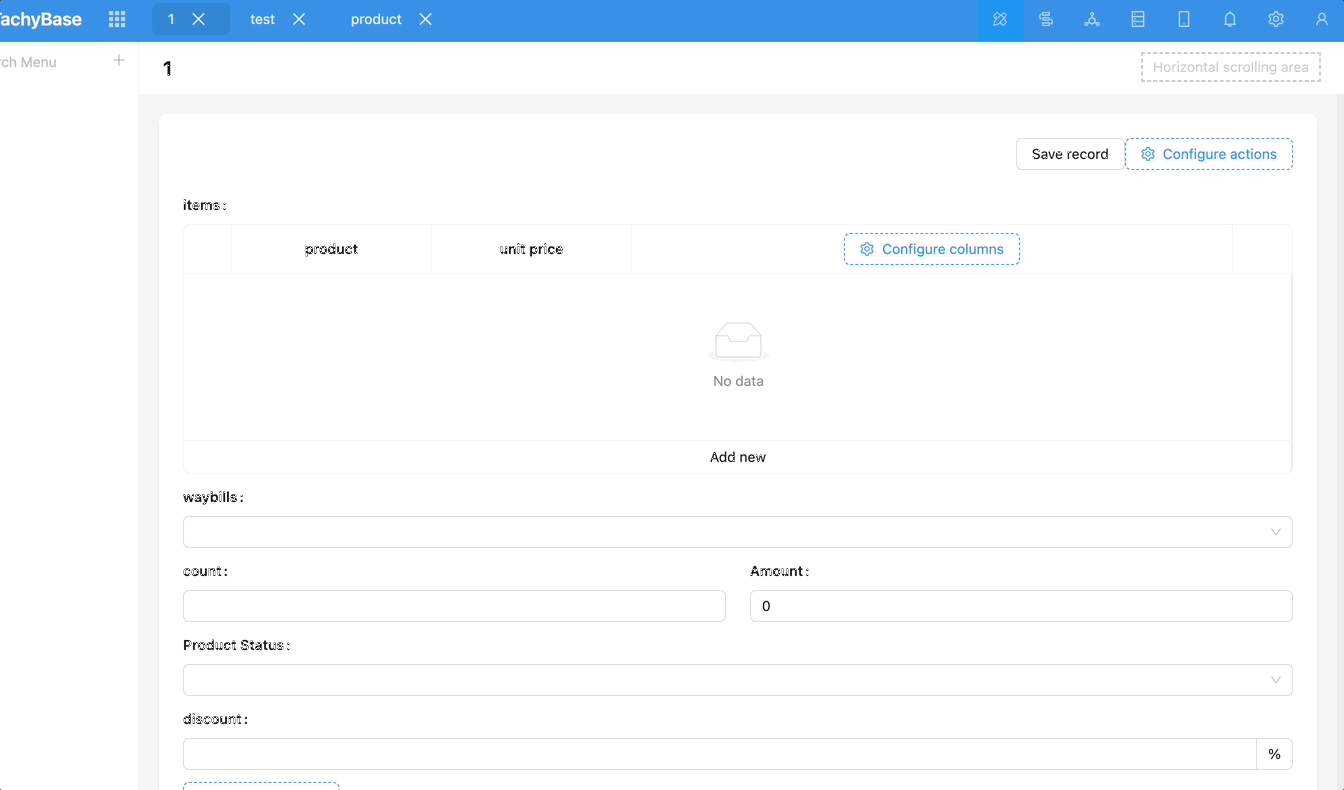 TachyBase
1
test
product
rch Menu
1
Horizontal scrolling area
Save record
Configure actions
items:
product
unit price
Configure columns
No data
Add new
waybills:
count:
Amount:
0
Product Status:
discount:
%